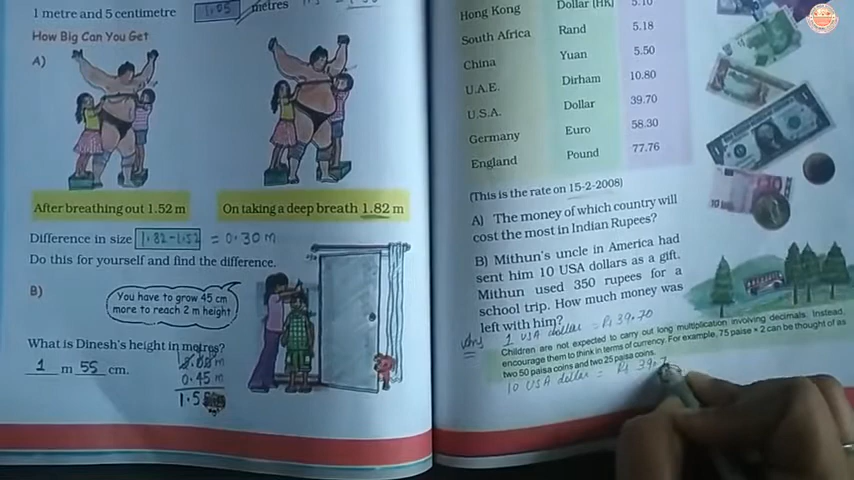 1 metre and 5 centimetre
1.05 metres
How Big Can You Get
A)
After breathing out 1.52 m
On taking a deep breath 1.82 m
Difference in size 1.82-1.52 = 0.30 m
Do this for yourself and find the difference.
B)
You have to grow 45 cm
more to reach 2 m height
What is Dinesh's height in metres?
1 m 55 cm.
0.45 m
Hong Kong Dollar (HK) 5.10
South Africa Rand 5.18
China Yuan 5.50
U.A.E. Dirham 10.80
U.S.A. Dollar 39.70
Germany Euro 58.30
England Pound 77.76
(This is the rate on 15-2-2008)
A) The money of which country will
cost the most in Indian Rupees?
B) Mithun's uncle in America had
sent him 10 USA dollars as a gift.
Mithun used 350 rupees for a
school trip. How much money was
left with him?
Ans 1 USA dollar = Rs 39.70
Children are not expected to carry out long multiplication involving decimals. Instead,
encourage them to think in terms of currency. For example, 75 paise × 2 can be thought of as
two 50 paisa coins and two 25 paisa coins.
10 USA dollar = Rs 39.7